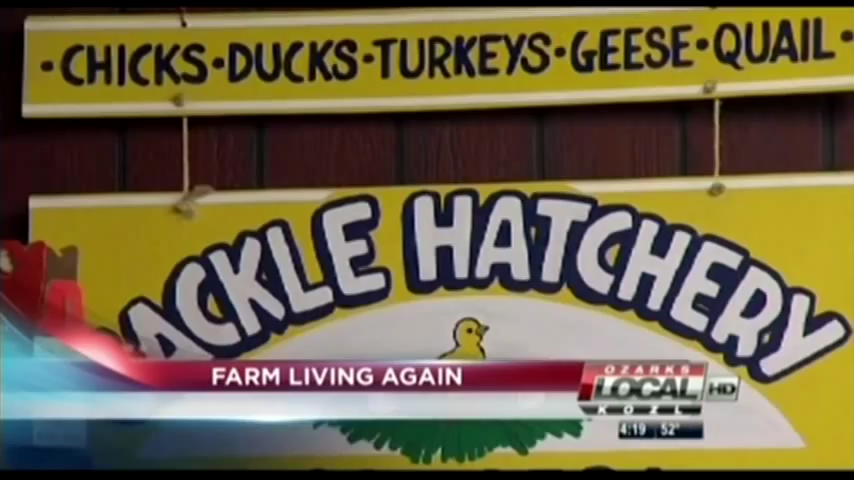 ·CHICKS·DUCKS·TURKEYS·GEESE·QUAIL·
ACKLE HATCHERY
FARM LIVING AGAIN
OZARKS
LOCAL HD
KOZL
4:19 52°